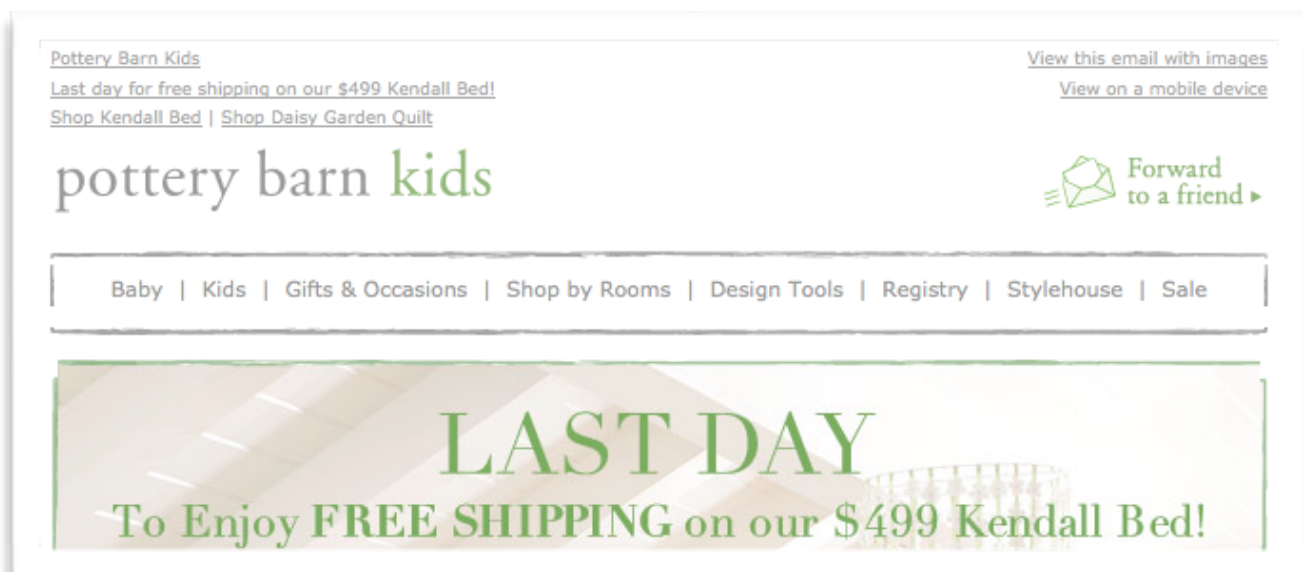 Pottery Barn Kids
View this email with images
Last day for free shipping on our $499 Kendall Bed!
View on a mobile device
Shop Kendall Bed | Shop Daisy Garden Quilt
pottery barn kids
Forward
to a friend ▸
Baby | Kids | Gifts & Occasions | Shop by Rooms | Design Tools | Registry | Stylehouse | Sale
LAST DAY
To Enjoy FREE SHIPPING on our $499 Kendall Bed!